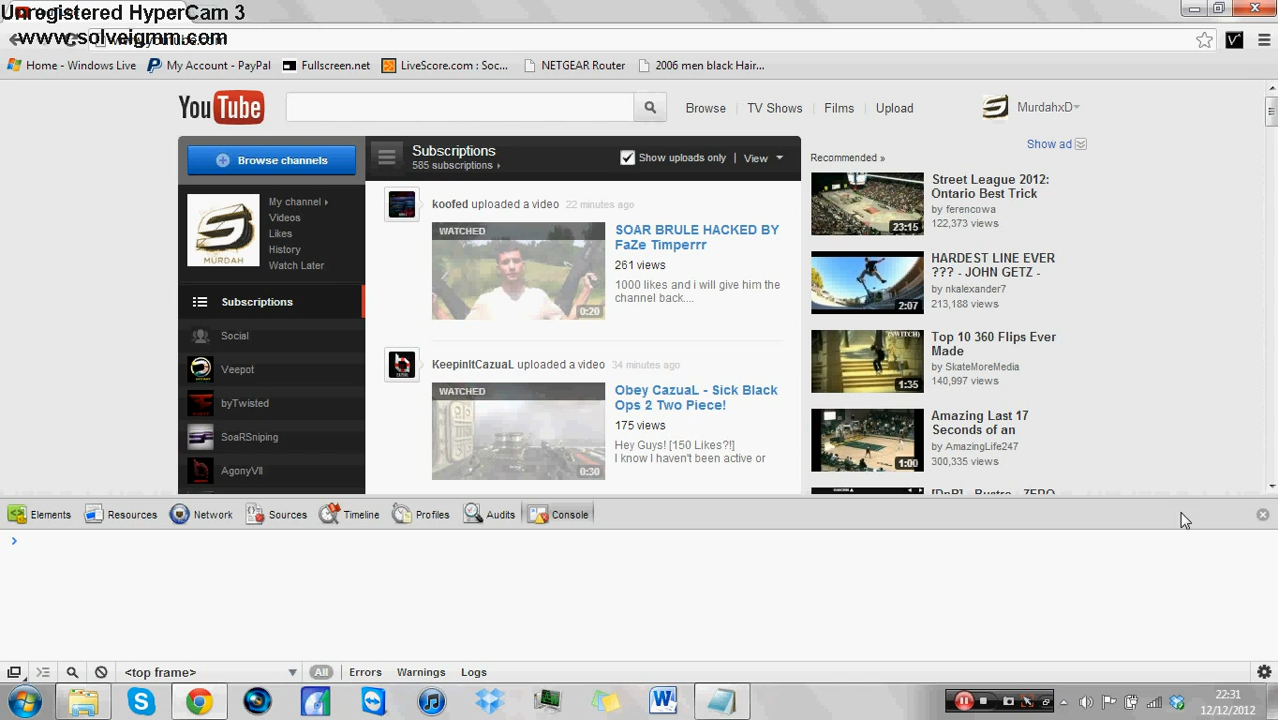 Unregistered HyperCam 3
www.solveigmm.com
Home - Windows Live
My Account - PayPal
Fullscreen.net
LiveScore.com : Soc...
NETGEAR Router
2006 men black Hair...
YouTube
Browse
TV Shows
Films
Upload
MurdahxD
Browse channels
Subscriptions
585 subscriptions
Show uploads only
View
Show ad
Recommended »
MURDAH
My channel
Videos
Likes
History
Watch Later
Subscriptions
Social
Veepot
byTwisted
SoaRSniping
AgonyVII
koofed uploaded a video 22 minutes ago
WATCHED
0:20
SOAR BRULE HACKED BY
FaZe Timperrr
261 views
1000 likes and i will give him the
channel back....
KeepinItCazuaL uploaded a video 34 minutes ago
WATCHED
0:30
Obey CazuaL - Sick Black
Ops 2 Two Piece!
175 views
Hey Guys! [150 Likes?!]
I know I haven't been active or
23:15
Street League 2012:
Ontario Best Trick
by ferencowa
122,373 views
2:07
HARDEST LINE EVER
??? - JOHN GETZ -
by nkalexander7
213,188 views
1:35
Top 10 360 Flips Ever
Made
by SkateMoreMedia
140,997 views
1:00
Amazing Last 17
Seconds of an
by AmazingLife247
300,335 views
Elements
Resources
Network
Sources
Timeline
Profiles
Audits
Console
<top frame>
All
Errors
Warnings
Logs
22:31
12/12/2012